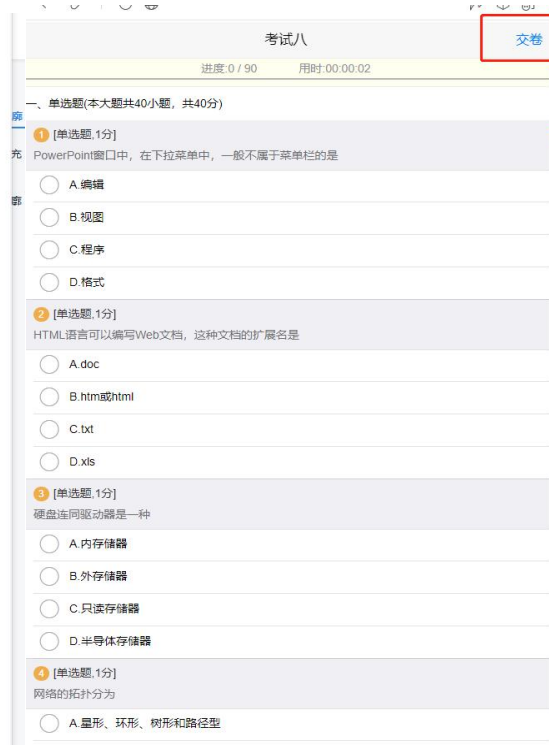 考试八
交卷
进度:0 / 90 用时:00:00:02
一、单选题(本大题共40小题，共40分)
廓
1 [单选题,1分]
充 PowerPoint窗口中，在下拉菜单中，一般不属于菜单栏的是
A.编辑
廓
B.视图
C.程序
D.格式
2 [单选题,1分]
HTML语言可以编写Web文档，这种文档的扩展名是
A.doc
B.htm或html
C.txt
D.xls
3 [单选题,1分]
硬盘连同驱动器是一种
A.内存储器
B.外存储器
C.只读存储器
D.半导体存储器
4 [单选题,1分]
网络的拓扑分为
A.星形、环形、树形和路径型